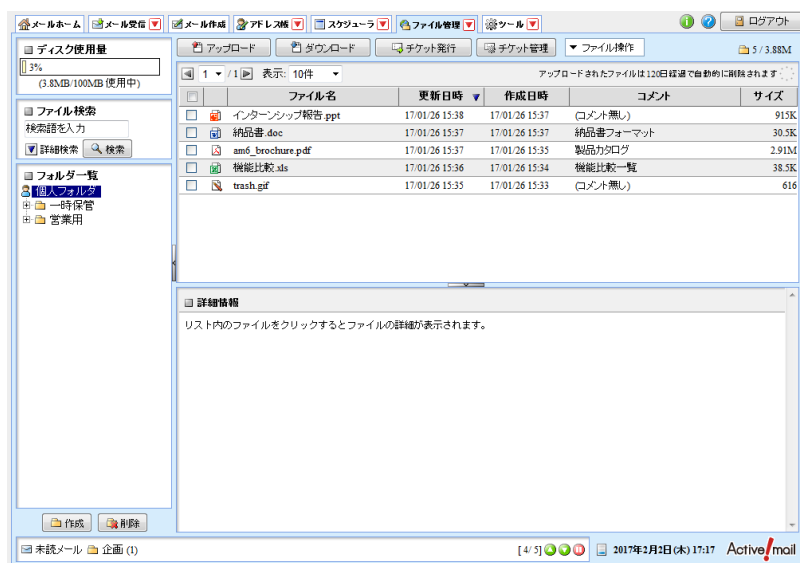 メールホーム メール受信 メール作成 アドレス帳 スケジューラ ファイル管理 ツール ログアウト
ディスク使用量
3%
(3.8MB/100MB 使用中)
ファイル検索
検索語を入力
詳細検索 検索
フォルダ一覧
個人フォルダ
一時保管
営業用
作成 削除
アップロード ダウンロード チケット発行 チケット管理 ▼ ファイル操作 5 / 3.88M
1 / 1 表示: 10件 アップロードされたファイルは120日経過で自動的に削除されます
ファイル名 更新日時 ▼ 作成日時 コメント サイズ
インターンシップ報告.ppt 17/01/26 15:38 17/01/26 15:37 (コメント無し) 915K
納品書.doc 17/01/26 15:37 17/01/26 15:37 納品書フォーマット 30.5K
am6_brochure.pdf 17/01/26 15:37 17/01/26 15:35 製品カタログ 2.91M
機能比較.xls 17/01/26 15:36 17/01/26 15:34 機能比較一覧 38.5K
trash.gif 17/01/26 15:35 17/01/26 15:33 (コメント無し) 616
詳細情報
リスト内のファイルをクリックするとファイルの詳細が表示されます。
未読メール 企画 (1) [ 4/ 5] 2017年2月2日(木) 17:17 Active! mail